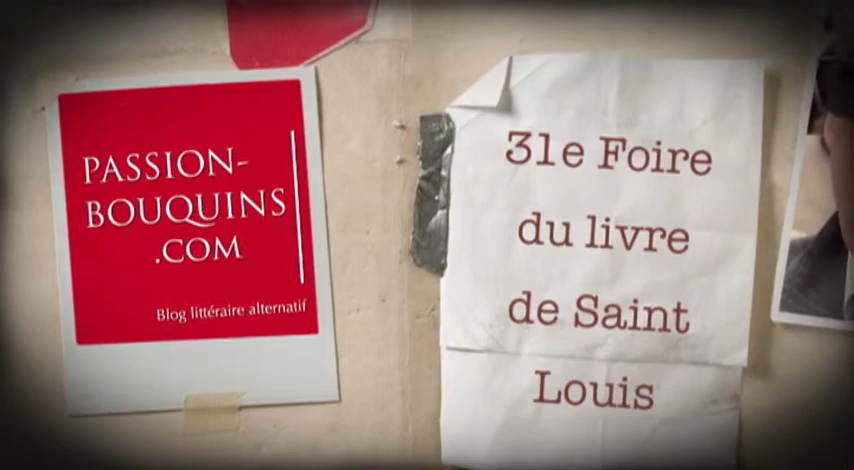 PASSION-
BOUQUINS
.COM
Blog littéraire alternatif
31e Foire
du livre
de Saint
Louis